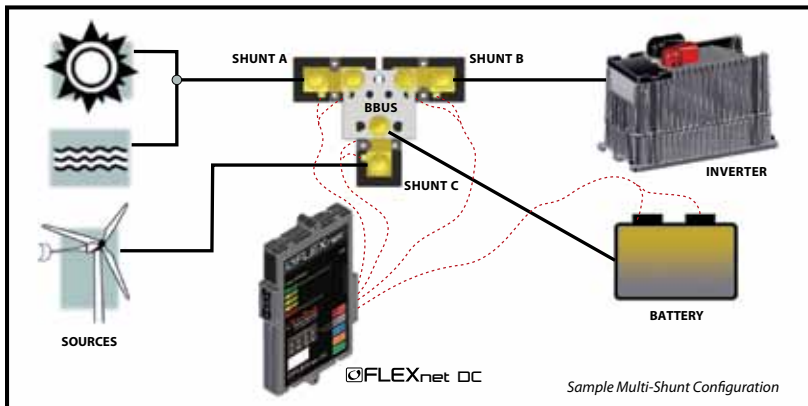 SHUNT A
SHUNT B
BBUS
SHUNT C
INVERTER
BATTERY
SOURCES
FLEXnet DC
Sample Multi-Shunt Configuration